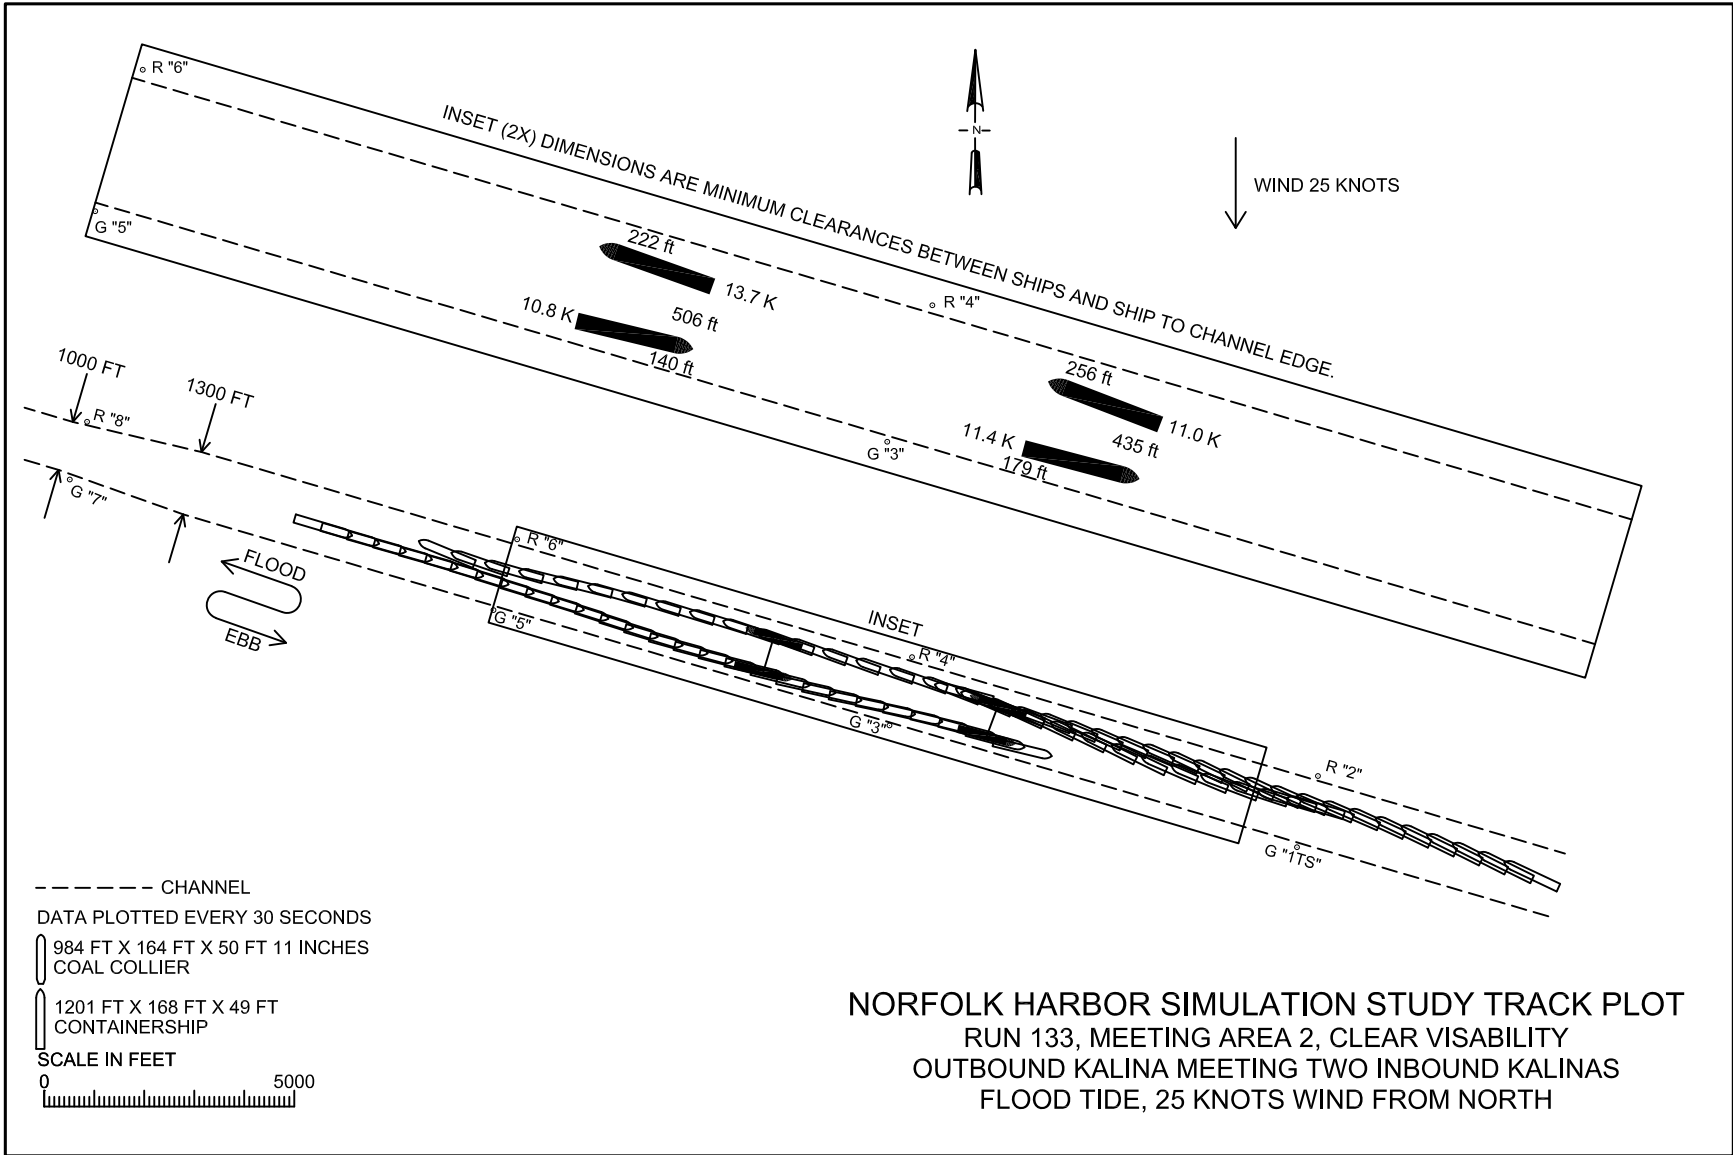 R "6"
INSET (2X) DIMENSIONS ARE MINIMUM CLEARANCES BETWEEN SHIPS AND SHIP TO CHANNEL EDGE.
N
WIND 25 KNOTS
G "5"
222 ft
13.7 K
10.8 K
506 ft
140 ft
R "4"
256 ft
11.0 K
11.4 K
435 ft
179 ft
G "3"
1000 FT
1300 FT
R "8"
G "7"
FLOOD
EBB
R "6"
G "5"
INSET
R "4"
G "3"
R "2"
G "1TS"
CHANNEL
DATA PLOTTED EVERY 30 SECONDS
984 FT X 164 FT X 50 FT 11 INCHES
COAL COLLIER
1201 FT X 168 FT X 49 FT
CONTAINERSHIP
SCALE IN FEET
0 5000
NORFOLK HARBOR SIMULATION STUDY TRACK PLOT
RUN 133, MEETING AREA 2, CLEAR VISABILITY
OUTBOUND KALINA MEETING TWO INBOUND KALINAS
FLOOD TIDE, 25 KNOTS WIND FROM NORTH